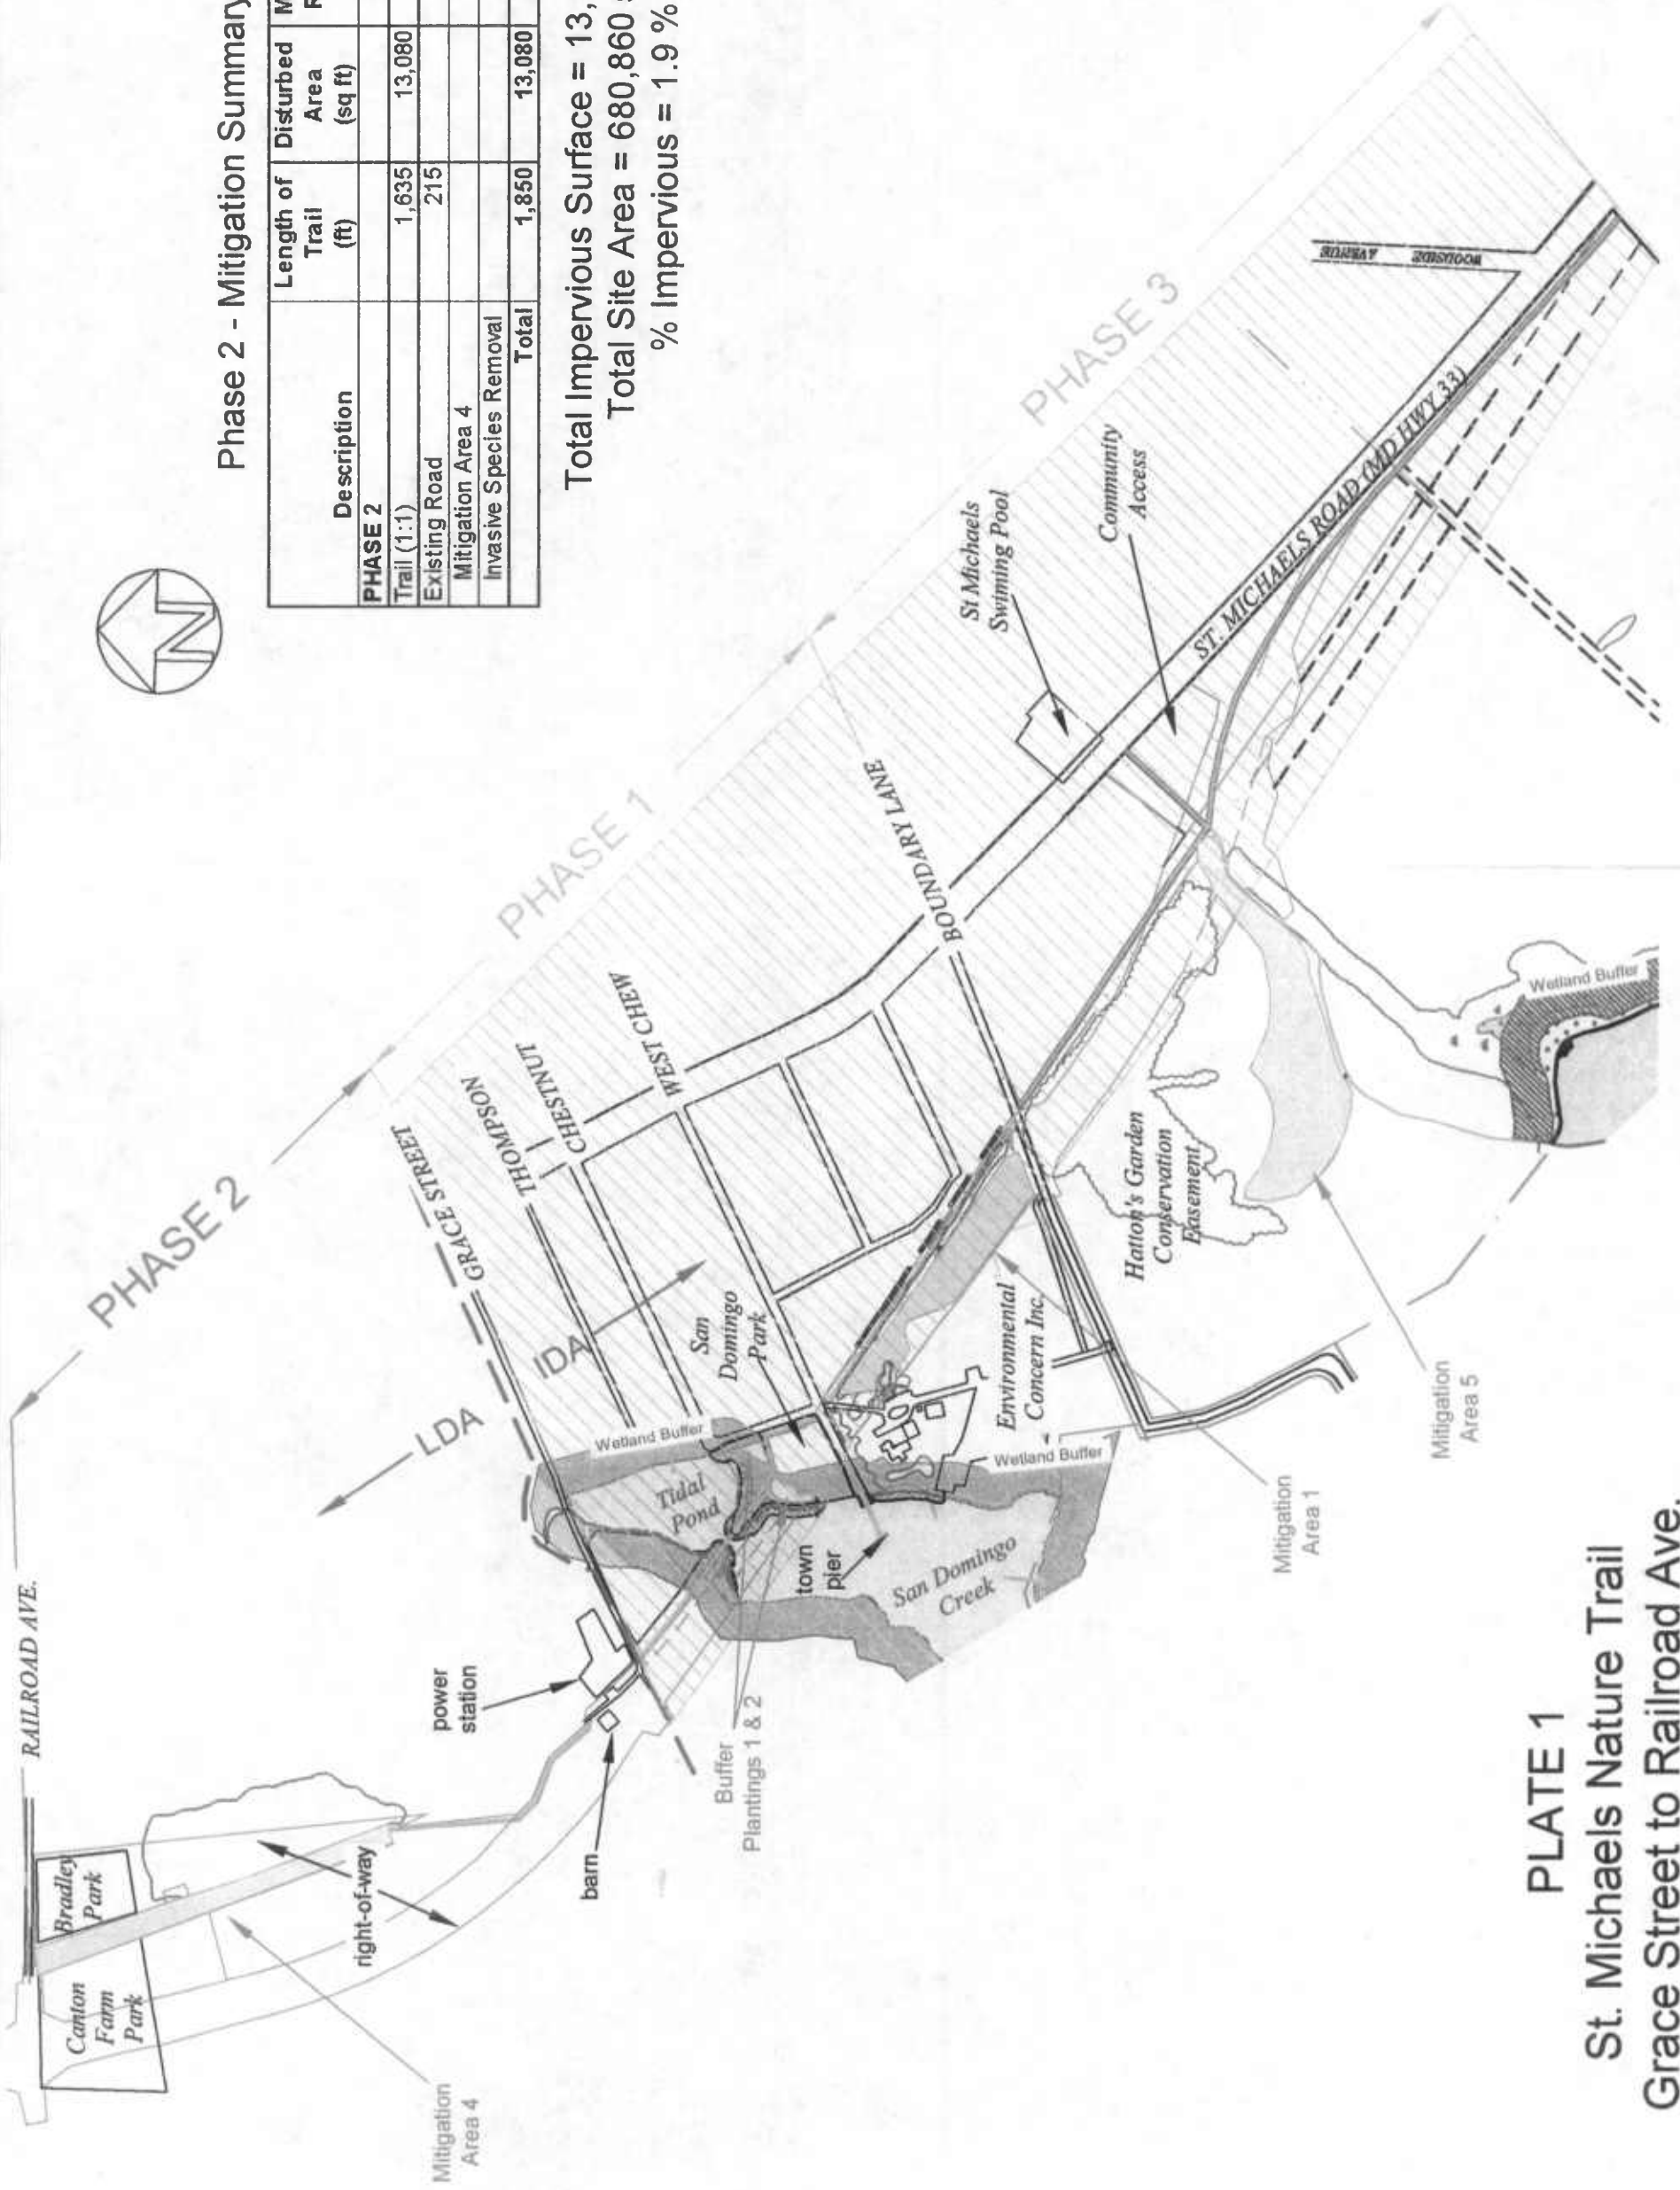 Phase 2 - Mitigation Summary
Description
Length of
Trail
(ft)
Disturbed
Area
(sq ft)
M
R
PHASE 2
Trail (1:1) 1,635 13,080
Existing Road 215
Mitigation Area 4
Invasive Species Removal
Total 1,850 13,080
Total Impervious Surface = 13,
Total Site Area = 680,860 s
% Impervious = 1.9 %
N
RAILROAD AVE.
PHASE 2
PHASE 1
PHASE 3
Canton
Farm
Park
Bradley
Park
right-of-way
Mitigation
Area 4
power
station
barn
LDA
IDA
GRACE STREET
THOMPSON
CHESTNUT
WEST CHEW
BOUNDARY LANE
ST. MICHAELS ROAD (MD HWY 33)
WOODSIDE AVENUE
St Michaels
Swiming Pool
Community
Access
Wetland Buffer
Tidal
Pond
San
Domingo
Park
Buffer
Plantings 1 & 2
town
pier
San Domingo
Creek
Wetland Buffer
Environmental
Concern Inc.
Hatton's Garden
Conservation
Easement
Wetland Buffer
Mitigation
Area 1
Mitigation
Area 5
PLATE 1
St. Michaels Nature Trail
Grace Street to Railroad Ave.